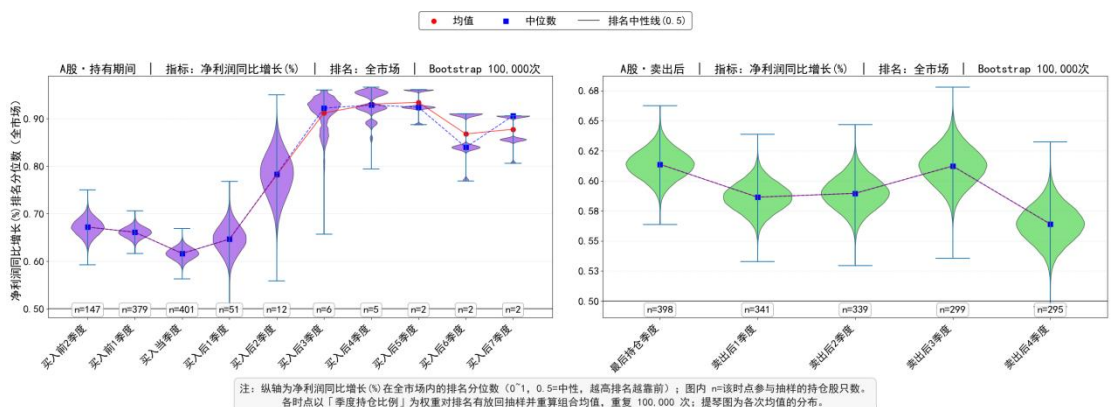 均值 中位数 排名中性线(0.5)
A股·持有期间 | 指标: 净利润同比增长(%) | 排名: 全市场 | Bootstrap 100,000次
净利润同比增长(%)排名分位数 (全市场)
0.90
0.80
0.70
0.60
0.50
n=147 n=379 n=401 n=51 n=12 n=6 n=5 n=2 n=2 n=2
买入前2季度 买入前1季度 买入当季度 买入后1季度 买入后2季度 买入后3季度 买入后4季度 买入后5季度 买入后6季度 买入后7季度
A股·卖出后 | 指标: 净利润同比增长(%) | 排名: 全市场 | Bootstrap 100,000次
0.68
0.65
0.62
0.60
0.58
0.55
0.53
0.50
n=398 n=341 n=339 n=299 n=295
最后持仓季度 卖出后1季度 卖出后2季度 卖出后3季度 卖出后4季度
注: 纵轴为净利润同比增长(%)在全市场内的排名分位数 (0~1, 0.5=中性, 越高排名越靠前) ; 图内 n=该时点参与抽样的持仓股只数。
各时点以「季度持仓比例」为权重对排名有放回抽样并重算组合均值, 重复 100,000 次; 提琴图为各次均值的分布。